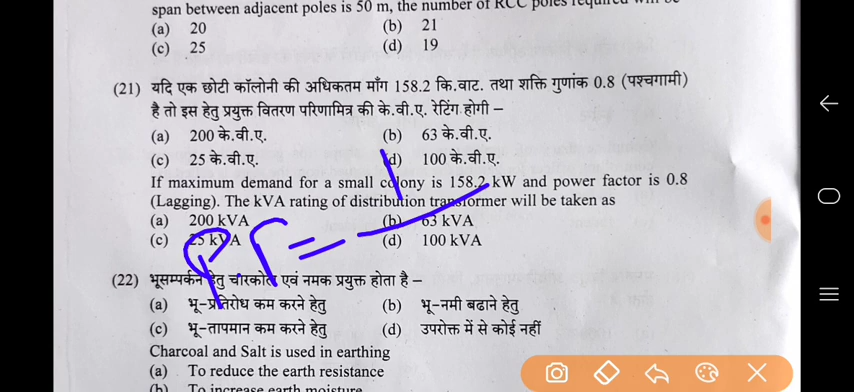 span between adjacent poles is 50 m, the number of RCC poles required will be
(a) 20 (b) 21
(c) 25 (d) 19
(21) यदि एक छोटी कॉलोनी की अधिकतम माँग 158.2 कि.वाट. तथा शक्ति गुणांक 0.8 (पश्चगामी)
है तो इस हेतु प्रयुक्त वितरण परिणामित्र की के.वी.ए. रेटिंग होगी –
(a) 200 के.वी.ए. (b) 63 के.वी.ए.
(c) 25 के.वी.ए. (d) 100 के.वी.ए.
If maximum demand for a small colony is 158.2 kW and power factor is 0.8
(Lagging). The kVA rating of distribution transformer will be taken as
(a) 200 kVA (b) 63 kVA
(c) 25 kVA (d) 100 kVA
Pf =
(22) भूसम्पर्कन हेतु चारकोल एवं नमक प्रयुक्त होता है –
(a) भू–प्रतिरोध कम करने हेतु (b) भू–नमी बढाने हेतु
(c) भू–तापमान कम करने हेतु (d) उपरोक्त में से कोई नहीं
Charcoal and Salt is used in earthing
(a) To reduce the earth resistance
(b) To increase earth moisture